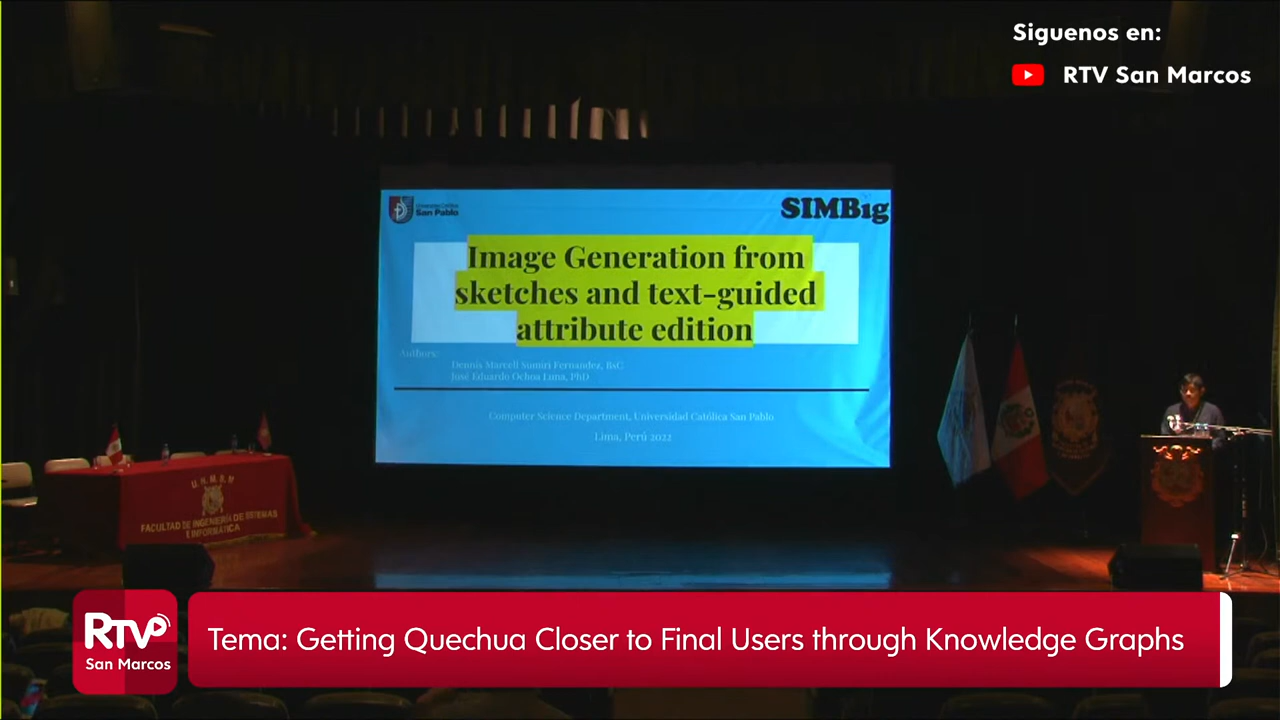 Siguenos en:
RTV San Marcos
Universidad Católica
San Pablo
SIMBig
Image Generation from
sketches and text-guided
attribute edition
Authors:
Dennis Marcell Sumiri Fernandez, BsC
José Eduardo Ochoa Luna, PhD
Computer Science Department, Universidad Católica San Pablo
Lima, Perú 2022
U.N.M.S.M
FACULTAD DE INGENIERÍA DE SISTEMAS
E INFORMÁTICA
RTV
San Marcos
Tema: Getting Quechua Closer to Final Users through Knowledge Graphs